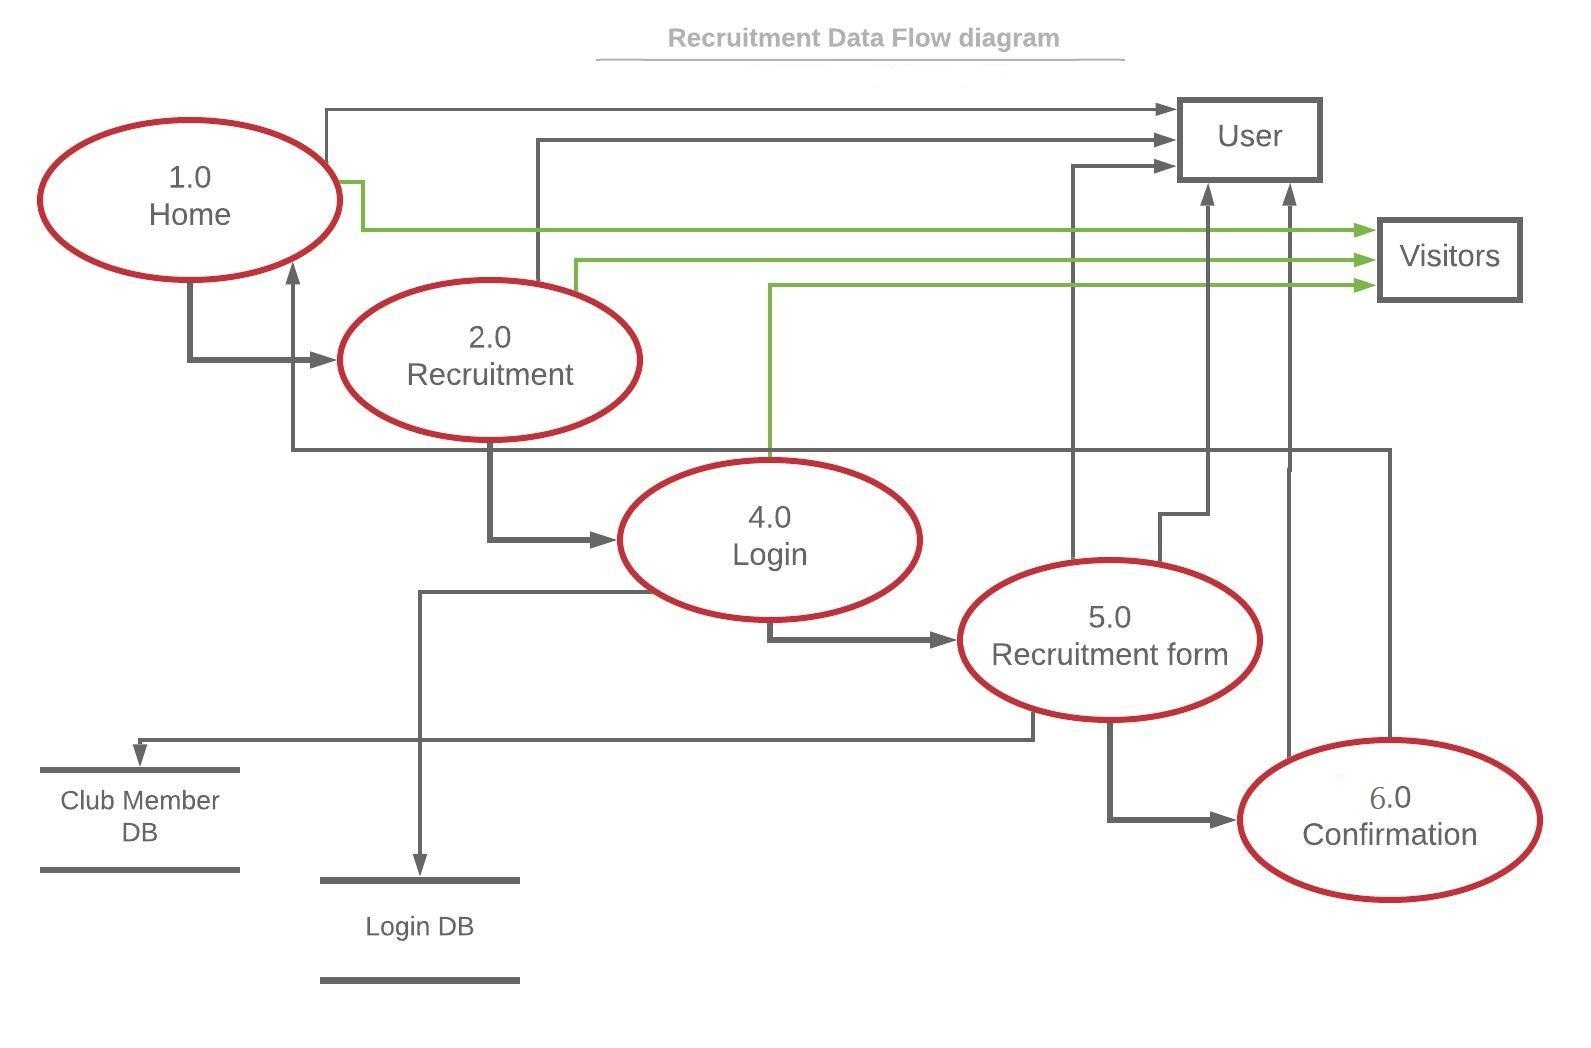 Recruitment Data Flow diagram
User
1.0
Home
Visitors
2.0
Recruitment
4.0
Login
5.0
Recruitment form
6.0
Confirmation
Club Member
DB
Login DB